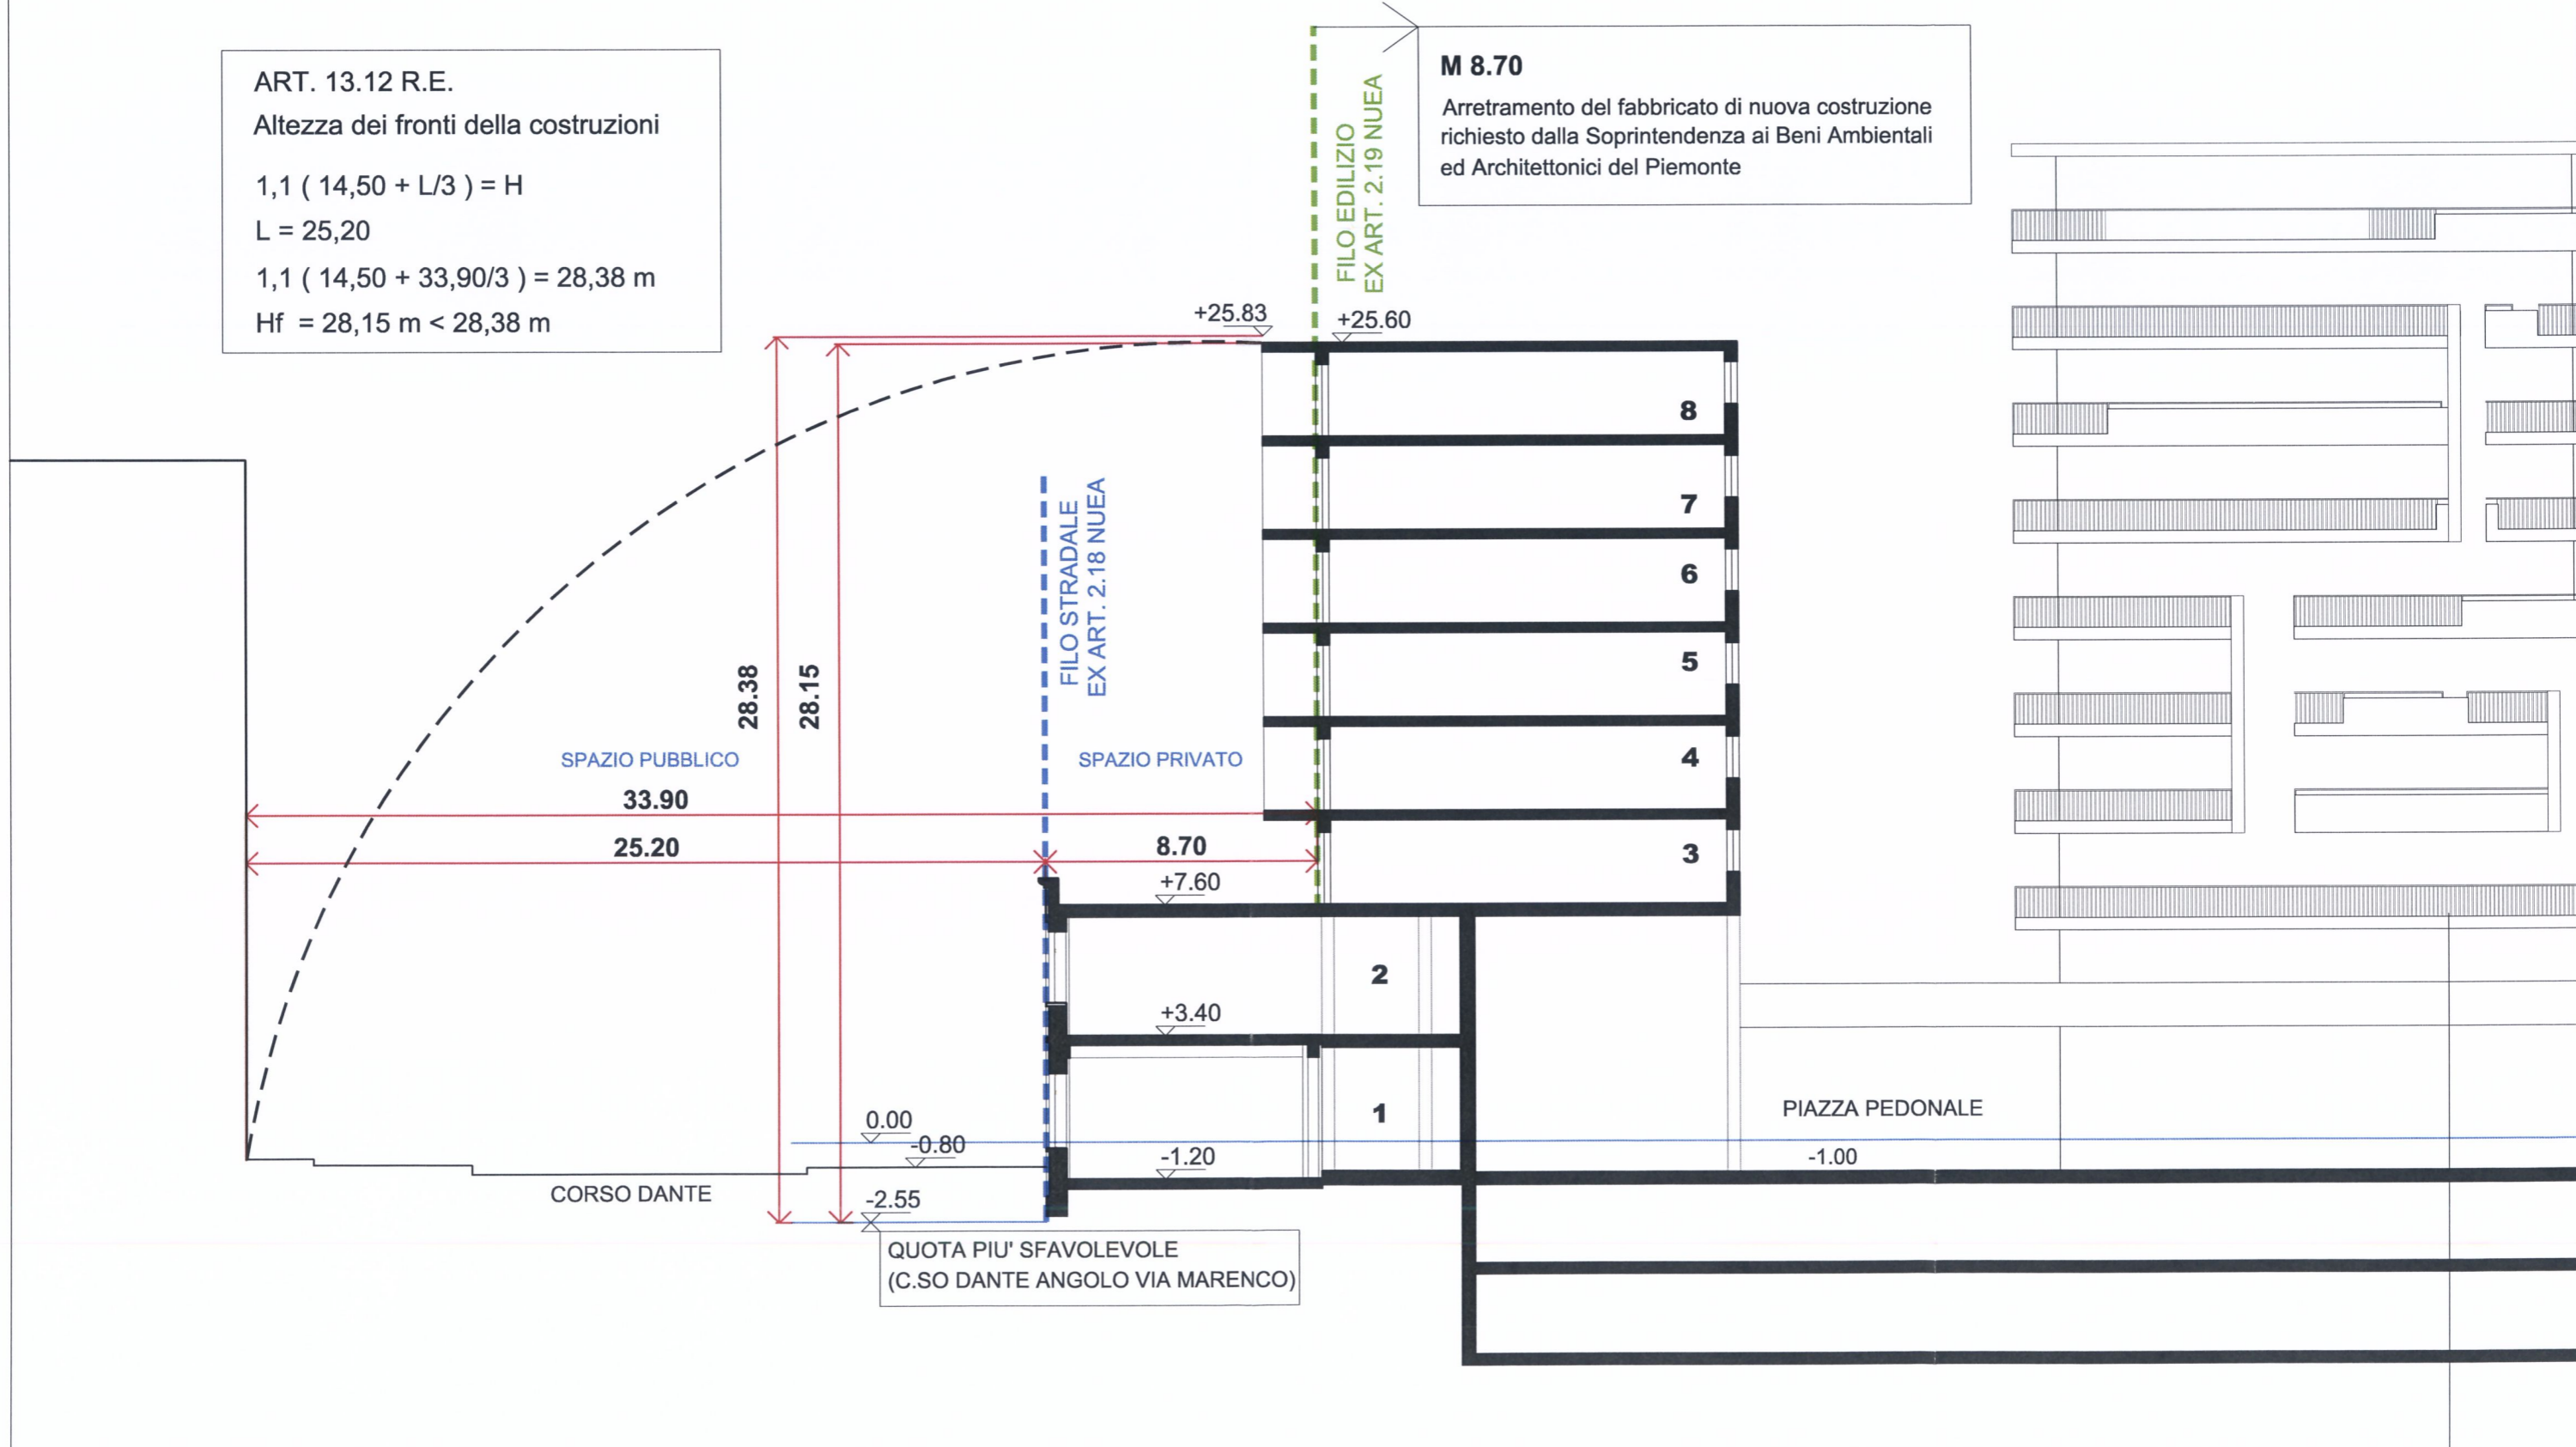 ART. 13.12 R.E.
Altezza dei fronti della costruzioni
1,1 ( 14,50 + L/3 ) = H
L = 25,20
1,1 ( 14,50 + 33,90/3 ) = 28,38 m
Hf = 28,15 m < 28,38 m
M 8.70
Arretramento del fabbricato di nuova costruzione
richiesto dalla Soprintendenza ai Beni Ambientali
ed Architettonici del Piemonte
FILO EDILIZIO
EX ART. 2.19 NUEA
+25.83
+25.60
8
7
6
5
4
3
FILO STRADALE
EX ART. 2.18 NUEA
28.38
28.15
SPAZIO PUBBLICO
SPAZIO PRIVATO
33.90
25.20
8.70
+7.60
2
+3.40
1
0.00
-0.80
-1.20
PIAZZA PEDONALE
-1.00
CORSO DANTE
-2.55
QUOTA PIU' SFAVOLEVOLE
(C.SO DANTE ANGOLO VIA MARENCO)